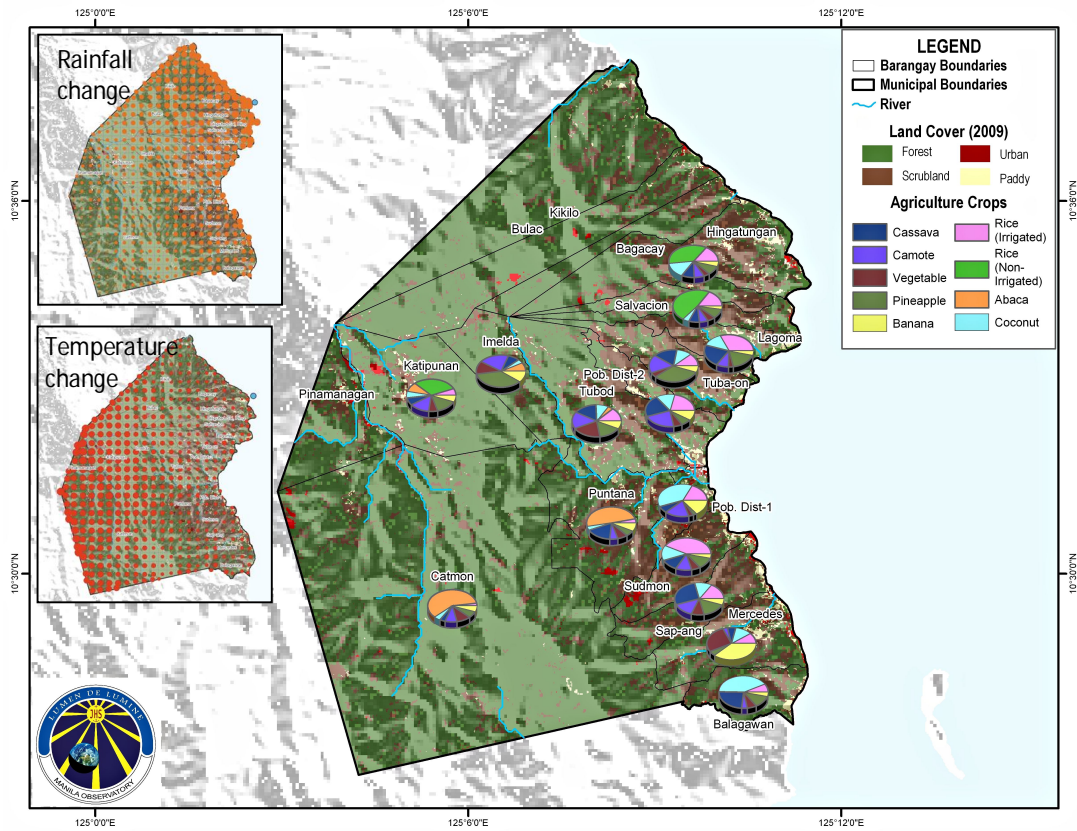 125°0'0"E
125°6'0"E
125°12'0"E
Rainfall
change
LEGEND
Barangay Boundaries
Municipal Boundaries
River
Land Cover (2009)
Forest
Urban
Scrubland
Paddy
Agriculture Crops
Cassava
Rice
(Irrigated)
Camote
Vegetable
Rice
(Non-
Irrigated)
Pineapple
Abaca
Banana
Coconut
10°36'0"N
10°36'0"N
Kikilo
Bulac
Hingatungan
Bagacay
Salvacion
Lagoma
Imelda
Katipunan
Pob. Dist-2
Tuba-on
Tubod
Pinamanagan
Temperature
change
Puntana
Pob. Dist-1
10°30'0"N
10°30'0"N
Catmon
Sudmon
Mercedes
Sap-ang
Balagawan
LUMEN DE LUMINE
JHS
MANILA OBSERVATORY
125°0'0"E
125°6'0"E
125°12'0"E